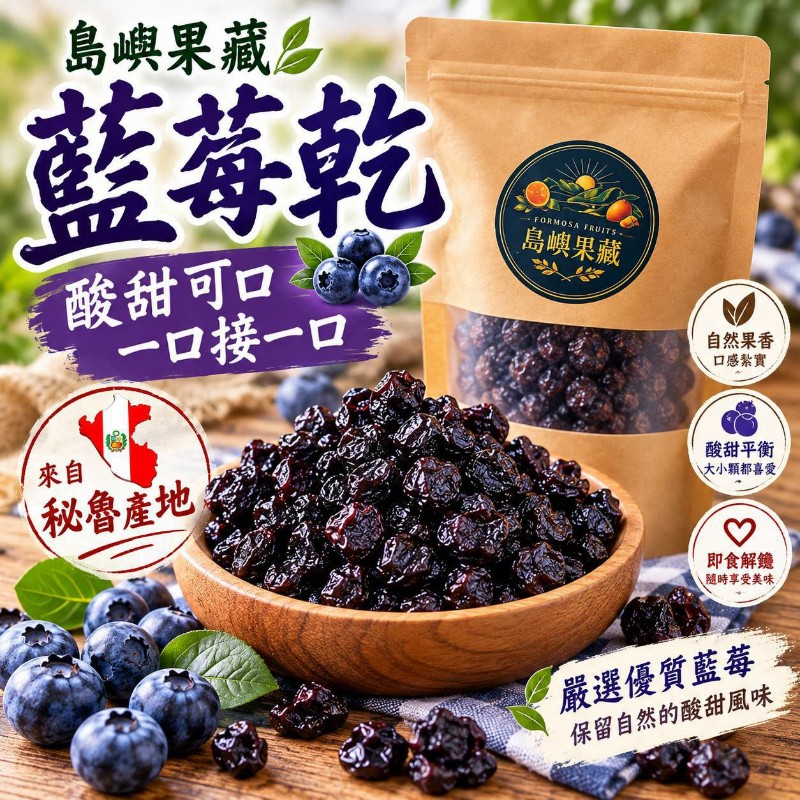 島嶼果藏
藍莓乾
酸甜可口
一口接一口
FORMOSA FRUITS
島嶼果藏
自然果香
口感紮實
酸甜平衡
大小顆都喜愛
即食解饞
隨時享受美味
來自
秘魯產地
嚴選優質藍莓
保留自然的酸甜風味